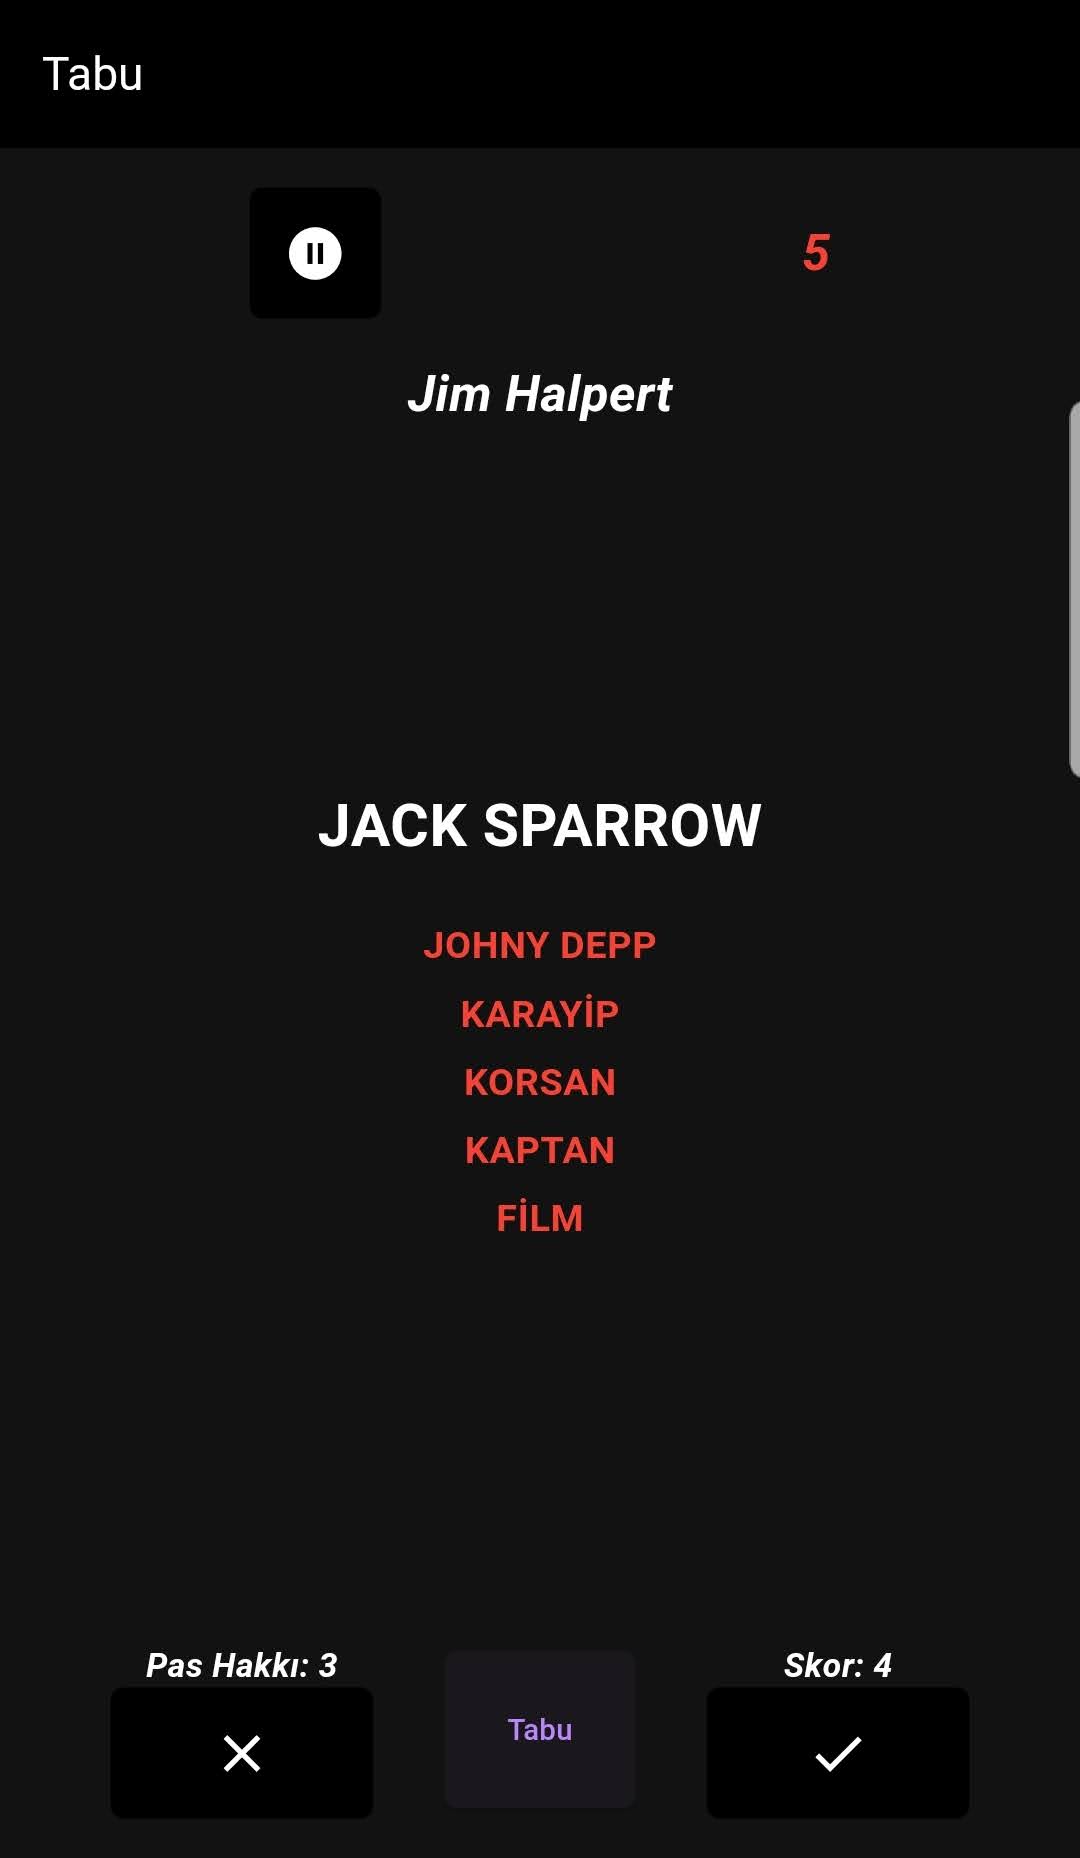 Tabu
5
Jim Halpert
JACK SPARROW
JOHNY DEPP
KARAYİP
KORSAN
KAPTAN
FİLM
Pas Hakkı: 3
Tabu
Skor: 4